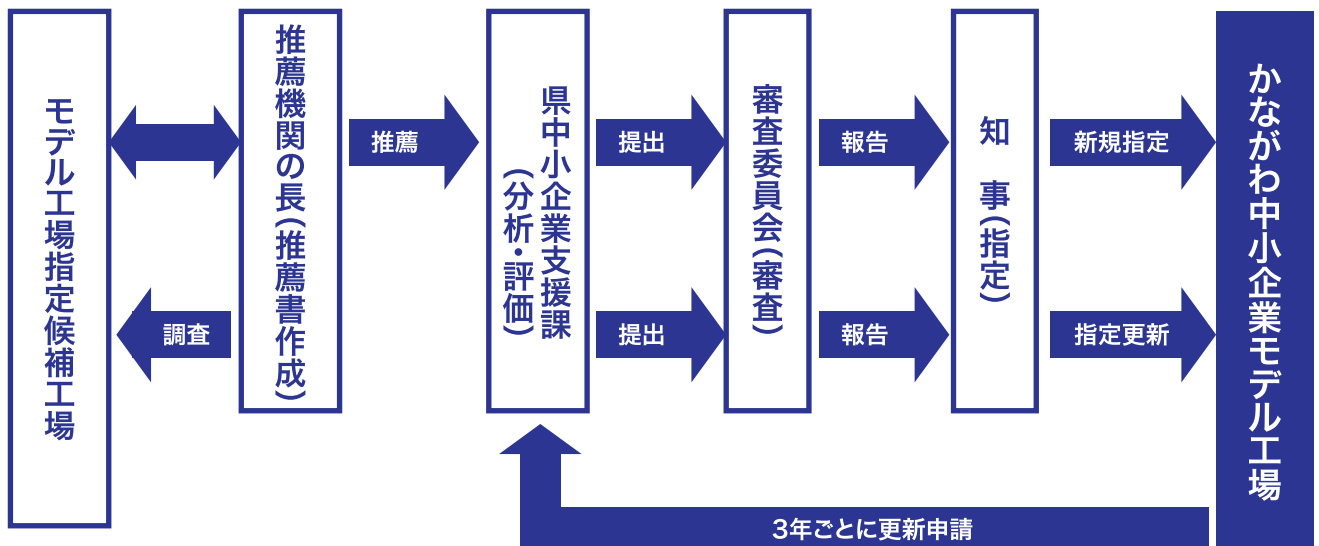 モデル工場指定候補工場
調査
推薦機関の長(推薦書作成)
推薦
県中小企業支援課
(分析・評価)
提出
提出
審査委員会(審査)
報告
報告
知　事(指定)
新規指定
指定更新
かながわ中小企業モデル工場
3年ごとに更新申請